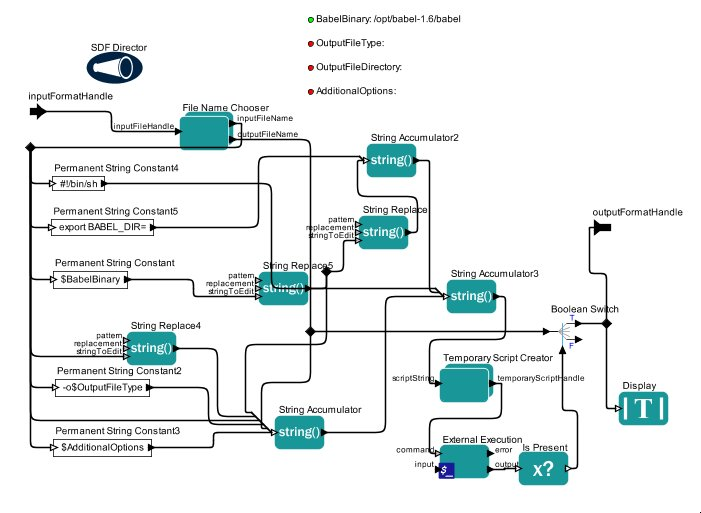 BabelBinary: /opt/babel-1.6/babel
OutputFileType:
OutputFileDirectory:
AdditionalOptions:
SDF Director
inputFormatHandle
File Name Chooser
inputFileHandle
inputFileName
outputFileName
String Accumulator2
string()
Permanent String Constant4
#!/bin/sh
Permanent String Constant5
export BABEL_DIR=
String Replace
pattern
replacement
stringToEdit
string()
outputFormatHandle
Permanent String Constant
$BabelBinary
String Replace5
pattern
replacement
stringToEdit
string()
String Accumulator3
string()
Boolean Switch
T
F
String Replace4
pattern
replacement
stringToEdit
string()
Temporary Script Creator
scriptString
temporaryScriptHandle
Permanent String Constant2
-o$OutputFileType
Display
T
String Accumulator
string()
Permanent String Constant3
$AdditionalOptions
External Execution
command
input
error
output
$_
Is Present
x?